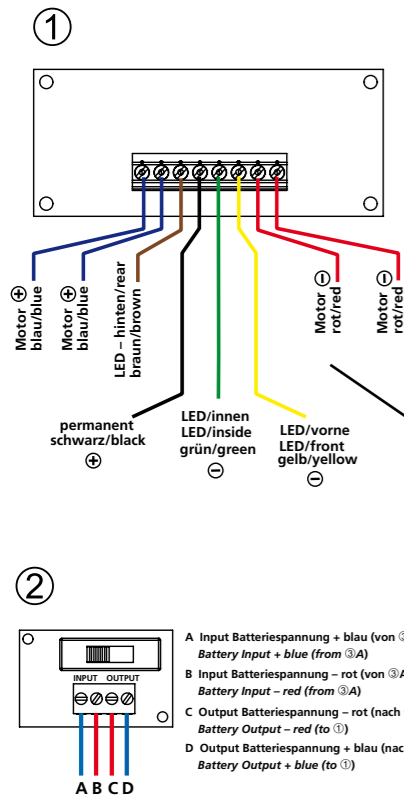 ①
Motor ⊕
blau/blue
Motor ⊕
blau/blue
LED – hinten/rear
braun/brown
permanent
schwarz/black
⊕
LED/innen
LED/inside
grün/green
⊖
LED/vorne
LED/front
gelb/yellow
⊖
Motor ⊖
rot/red
Motor ⊖
rot/red
②
INPUT OUTPUT
A B C D
A Input Batteriespannung + blau (von
Battery Input + blue (from ③A)
B Input Batteriespannung – rot (von ③A
Battery Input – red (from ③A)
C Output Batteriespannung – rot (nach
Battery Output – red (to ①)
D Output Batteriespannung + blau (nac
Battery Output + blue (to ①)